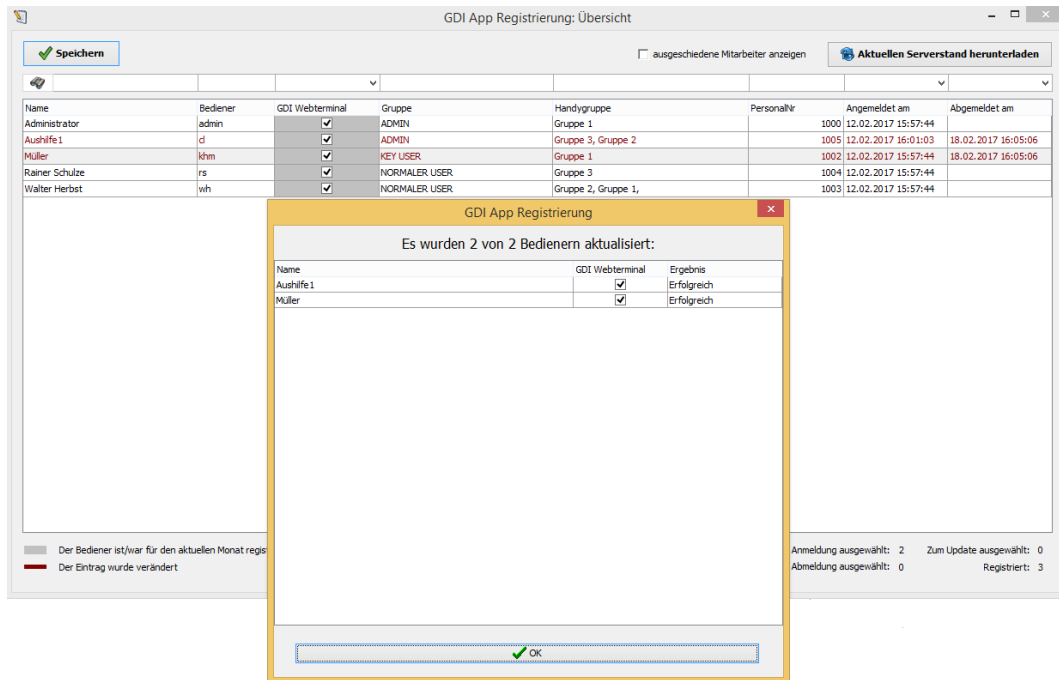 GDI App Registrierung: Übersicht
Speichern
ausgeschiedene Mitarbeiter anzeigen
Aktuellen Serverstand herunterladen
Name Bediener GDI Webterminal Gruppe Handygruppe PersonalNr Angemeldet am Abgemeldet am
Administrator admin ADMIN Gruppe 1 1000 12.02.2017 15:57:44
Aushilfe1 cl ADMIN Gruppe 3, Gruppe 2 1005 12.02.2017 16:01:03 18.02.2017 16:05:06
Müller khm KEY USER Gruppe 1 1002 12.02.2017 15:57:44 18.02.2017 16:05:06
Rainer Schulze rs NORMALER USER Gruppe 3 1004 12.02.2017 15:57:44
Walter Herbst wh NORMALER USER Gruppe 2, Gruppe 1, 1003 12.02.2017 15:57:44
GDI App Registrierung
Es wurden 2 von 2 Bedienern aktualisiert:
Name GDI Webterminal Ergebnis
Aushilfe1 Erfolgreich
Müller Erfolgreich
Der Bediener ist/war für den aktuellen Monat regis
Anmeldung ausgewählt: 2 Zum Update ausgewählt: 0
Der Eintrag wurde verändert
Abmeldung ausgewählt: 0 Registriert: 3
OK